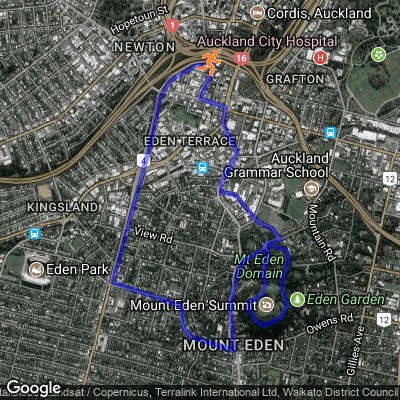 Hopetoun St
Cordis, Auckland
NEWTON
1
Auckland City Hospital
16
H
GRAFTON
EDEN TERRACE
4
Auckland
Grammar School
12
KINGSLAND
Mountain Rd
View Rd
Mt Eden
Domain
Eden Park
Mount Eden Summit
Eden Garden
Owens Rd
12
MOUNT EDEN
Gillies Ave
Google
Landsat / Copernicus, Terralink International Ltd, Waikato District Council